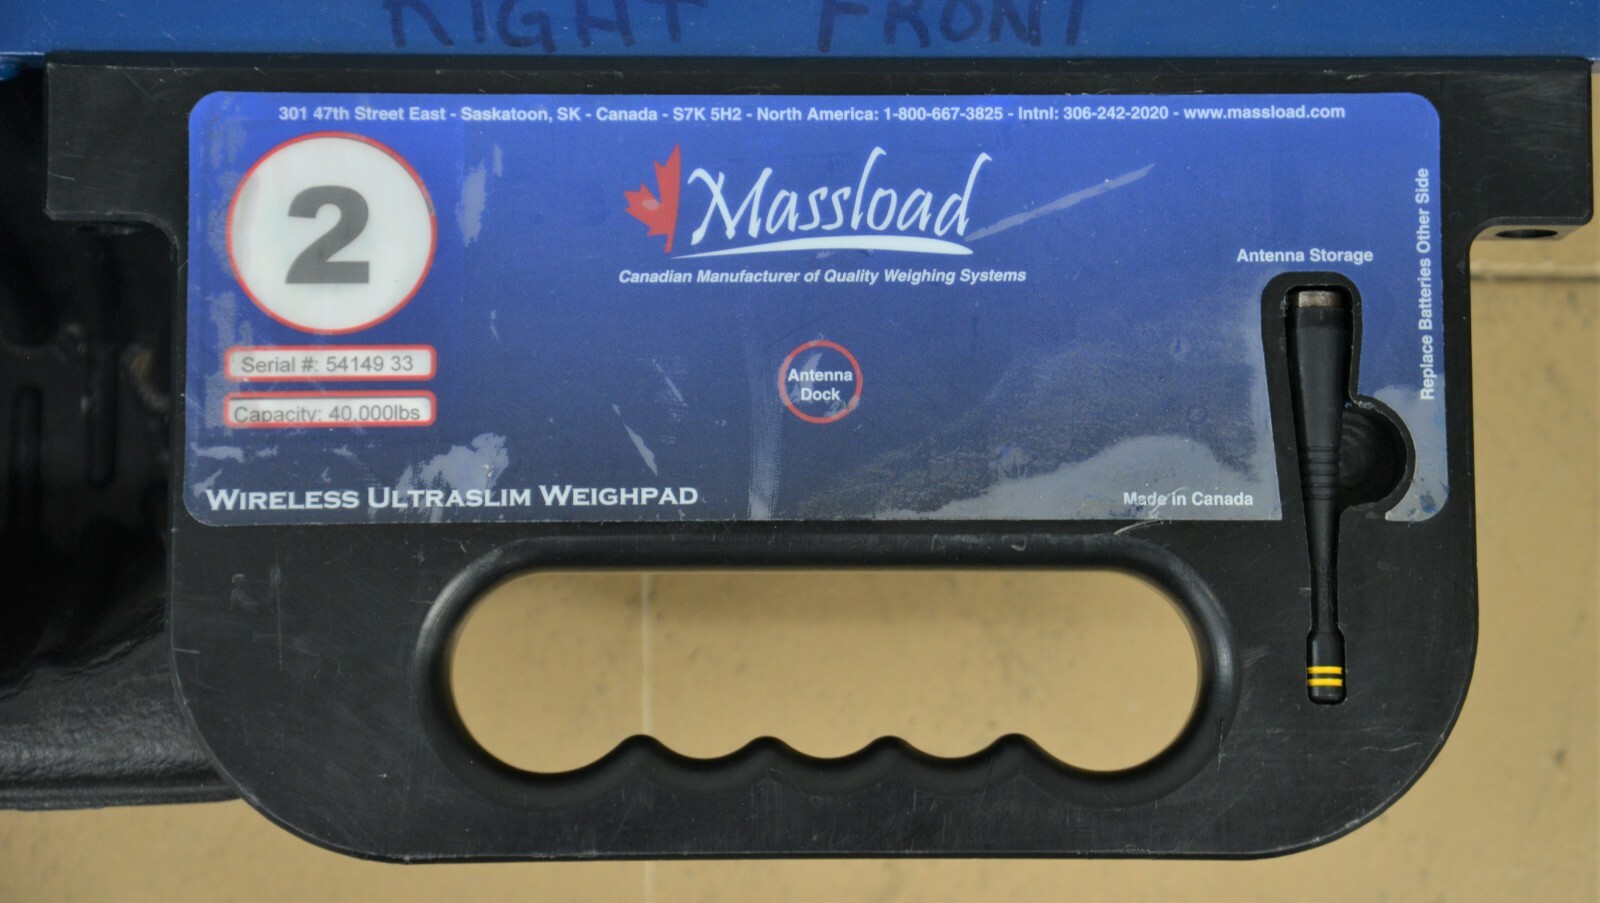 RIGHT FRONT
301 47th Street East - Saskatoon, SK - Canada - S7K 5H2 - North America: 1-800-667-3825 - Intnl: 306-242-2020 - www.massload.com
2
Massload
Canadian Manufacturer of Quality Weighing Systems
Antenna Storage
Replace Batteries Other Side
Serial #: 54149 33
Capacity: 40,000lbs
Antenna
Dock
WIRELESS ULTRASLIM WEIGHPAD
Made in Canada